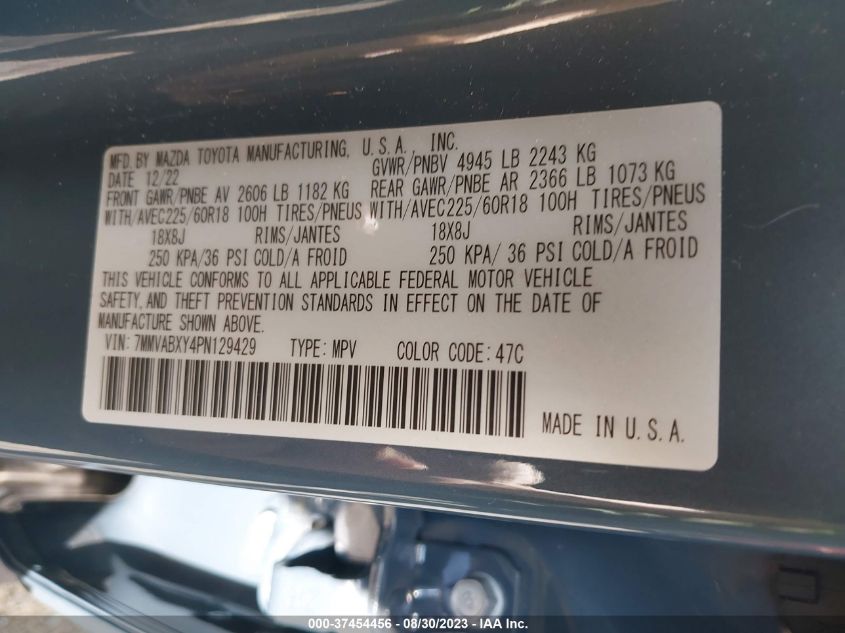 MFD. BY MAZDA TOYOTA MANUFACTURING, U.S.A., INC.
DATE 12/22 GVWR/PNBV 4945 LB 2243 KG
FRONT GAWR/PNBE AV 2606 LB 1182 KG REAR GAWR/PNBE AR 2366 LB 1073 KG
WITH/AVEC225/60R18 100H TIRES/PNEUS WITH/AVEC225/60R18 100H TIRES/PNEUS
18X8J RIMS/JANTES 18X8J RIMS/JANTES
250 KPA/36 PSI COLD/A FROID 250 KPA/ 36 PSI COLD/A FROID
THIS VEHICLE CONFORMS TO ALL APPLICABLE FEDERAL MOTOR VEHICLE
SAFETY, AND THEFT PREVENTION STANDARDS IN EFFECT ON THE DATE OF
MANUFACTURE SHOWN ABOVE.
VIN: 7MMVABXY4PN129429 TYPE: MPV COLOR CODE: 47C
MADE IN U.S.A.
000-37454456 - 08/30/2023 - IAA Inc.